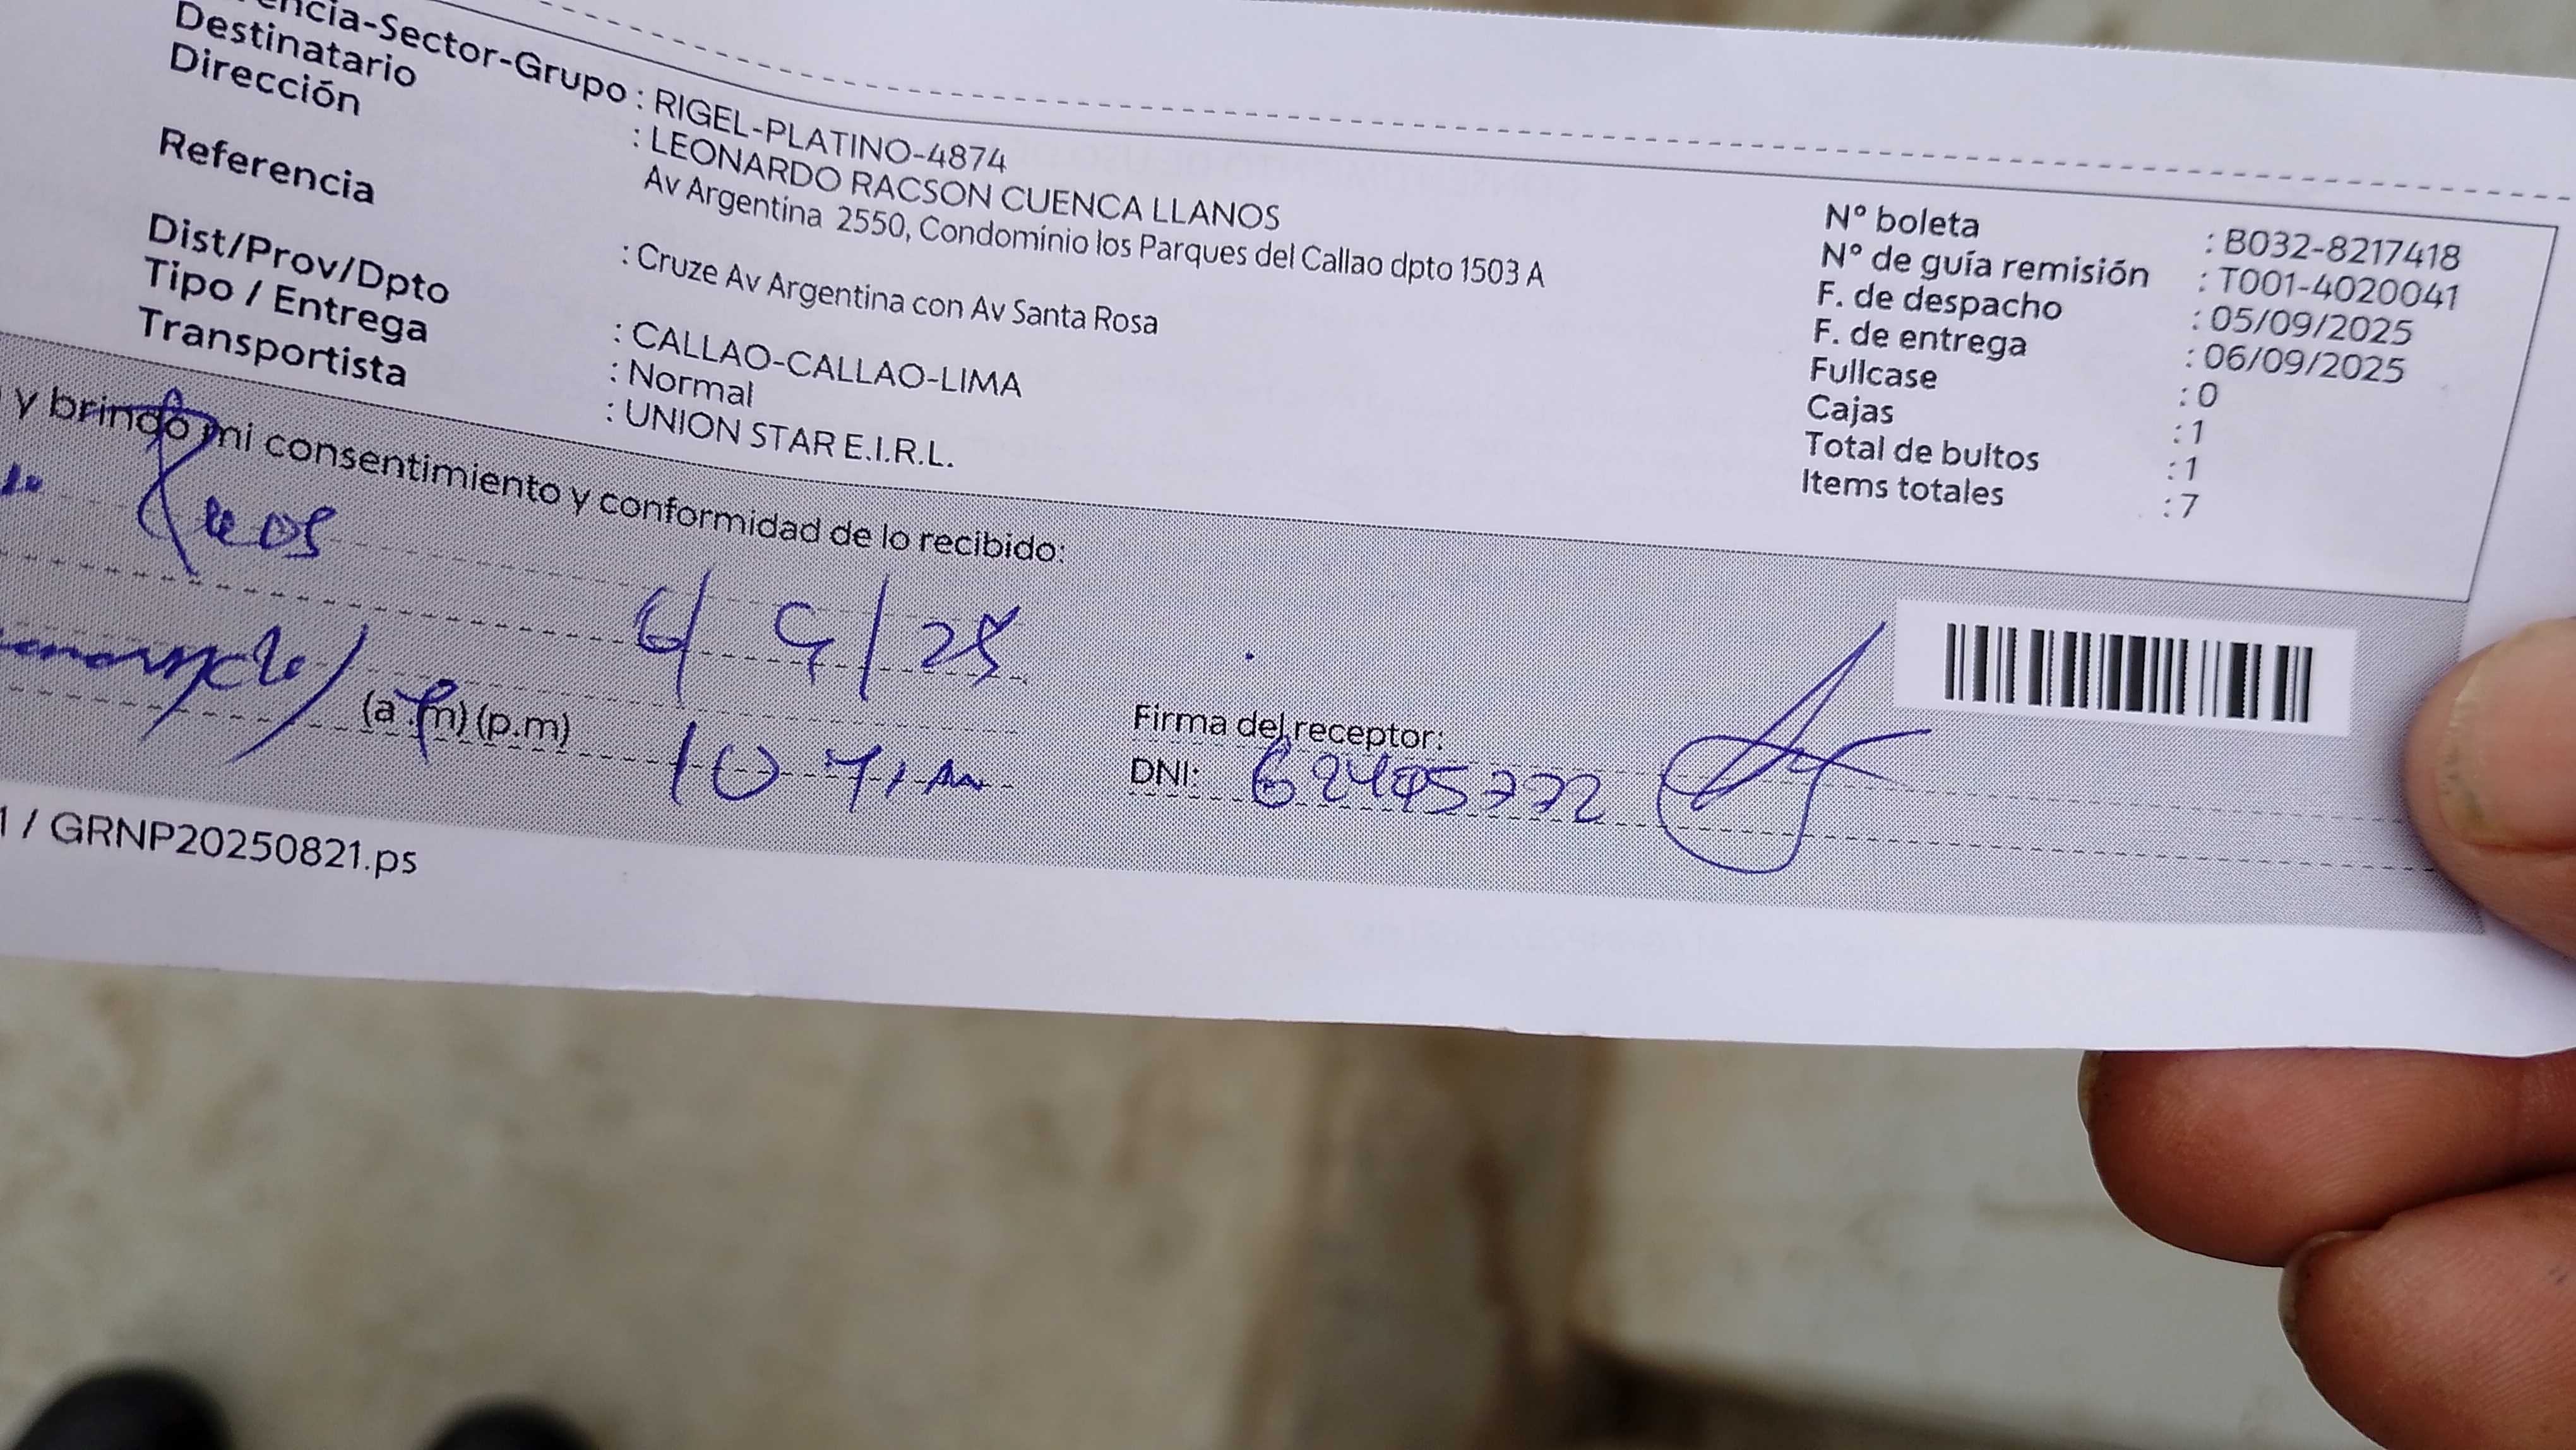 encia-Sector-Grupo : RIGEL-PLATINO-4874
Destinatario : LEONARDO RACSON CUENCA LLANOS
Dirección Av Argentina 2550, Condominio los Parques del Callao dpto 1503 A
Referencia : Cruze Av Argentina con Av Santa Rosa
Dist/Prov/Dpto : CALLAO-CALLAO-LIMA
Tipo / Entrega : Normal
Transportista : UNION STAR E.I.R.L.
Nº boleta : B032-8217418
Nº de guía remisión : T001-4020041
F. de despacho : 05/09/2025
F. de entrega : 06/09/2025
Fullcase : 0
Cajas : 1
Total de bultos : 1
Items totales : 7
y brindo mi consentimiento y conformidad de lo recibido:
6/ 9/25
(a.m) (p.m)
10
Firma del receptor:
DNI:
1 / GRNP20250821.ps